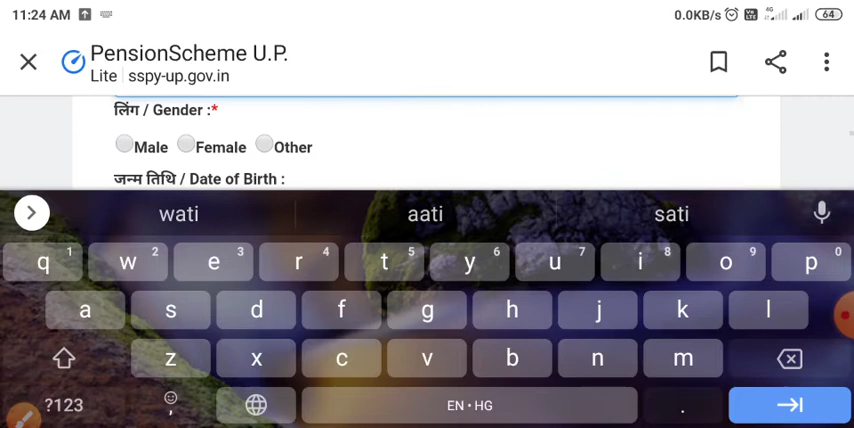 11:24 AM 0.0KB/s 4G 64
PensionScheme U.P.
Lite | sspy-up.gov.in
लिंग / Gender :*
Male Female Other
जन्म तिथि / Date of Birth :
wati aati sati
q 1 w 2 e 3 r 4 t 5 y 6 u 7 i 8 o 9 p 0
a s d f g h j k l
z x c v b n m
?123 , EN • HG .